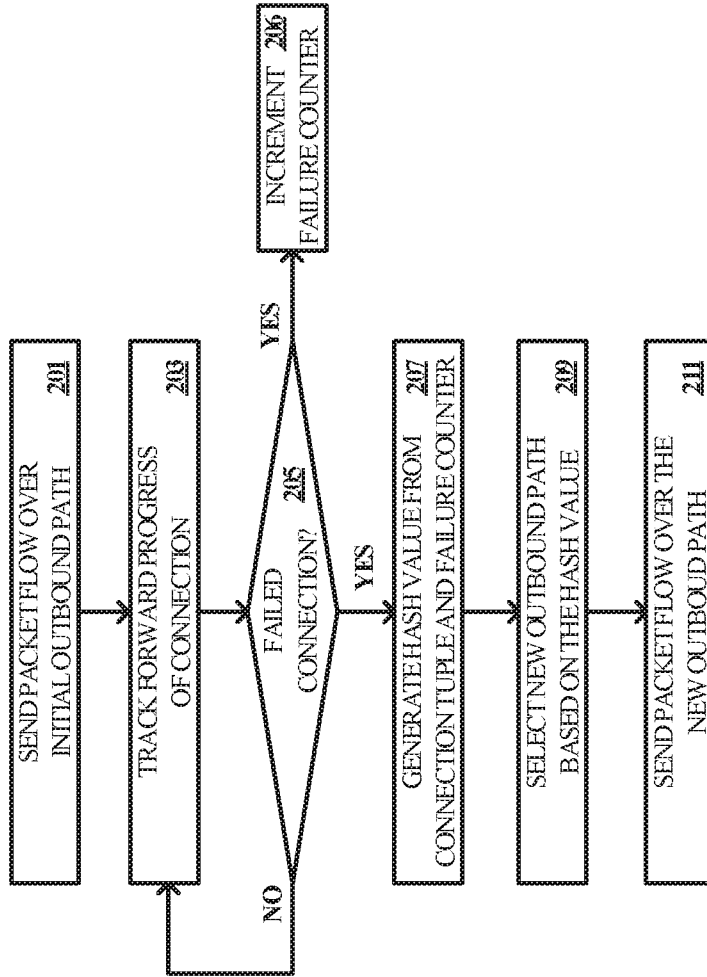 SEND PACKET FLOW OVER
INITIAL OUTBOUND PATH 201
TRACK FORWARD PROGRESS
OF CONNECTION 203
FAILED
CONNECTION?
205
NO
YES
INCREMENT 206
FAILURE COUNTER
YES
GENERATE HASH VALUE FROM 207
CONNECTION TUPLE AND FAILURE COUNTER
SELECT NEW OUTBOUND PATH 209
BASED ON THE HASH VALUE
SEND PACKET FLOW OVER THE 211
NEW OUTBOUD PATH